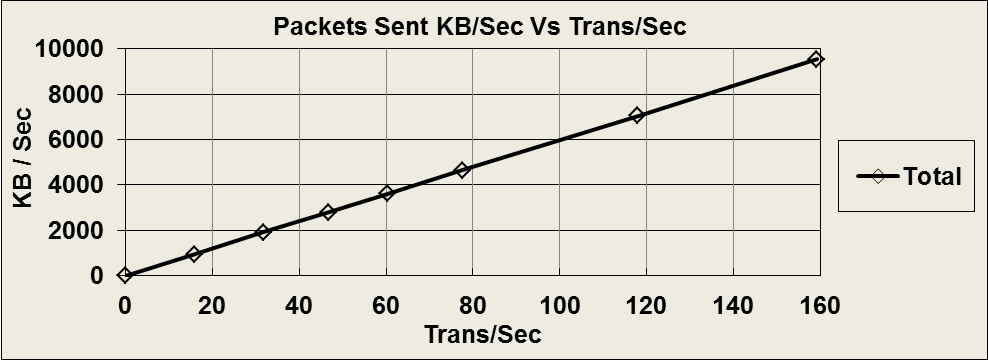 Packets Sent KB/Sec Vs Trans/Sec
10000
8000
6000
4000
2000
0
KB / Sec
0 20 40 60 80 100 120 140 160
Trans/Sec
Total